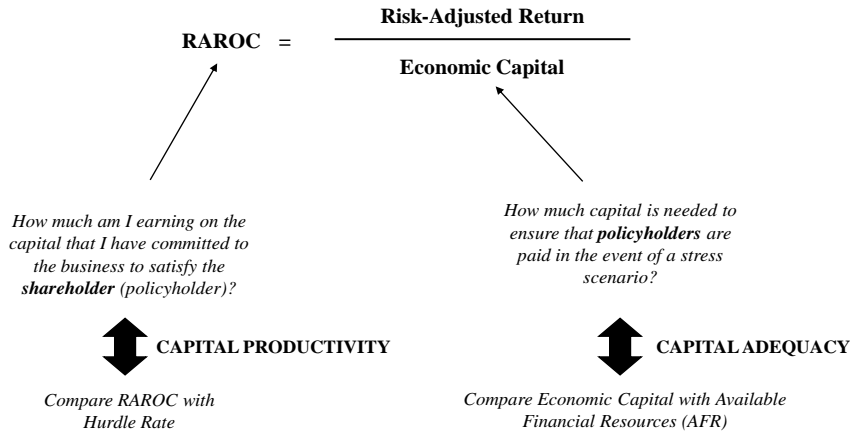 Risk-Adjusted Return
RAROC =
Economic Capital
How much am I earning on the
capital that I have committed to
the business to satisfy the
shareholder (policyholder)?
How much capital is needed to
ensure that policyholders are
paid in the event of a stress
scenario?
CAPITAL PRODUCTIVITY
CAPITAL ADEQUACY
Compare RAROC with
Hurdle Rate
Compare Economic Capital with Available
Financial Resources (AFR)